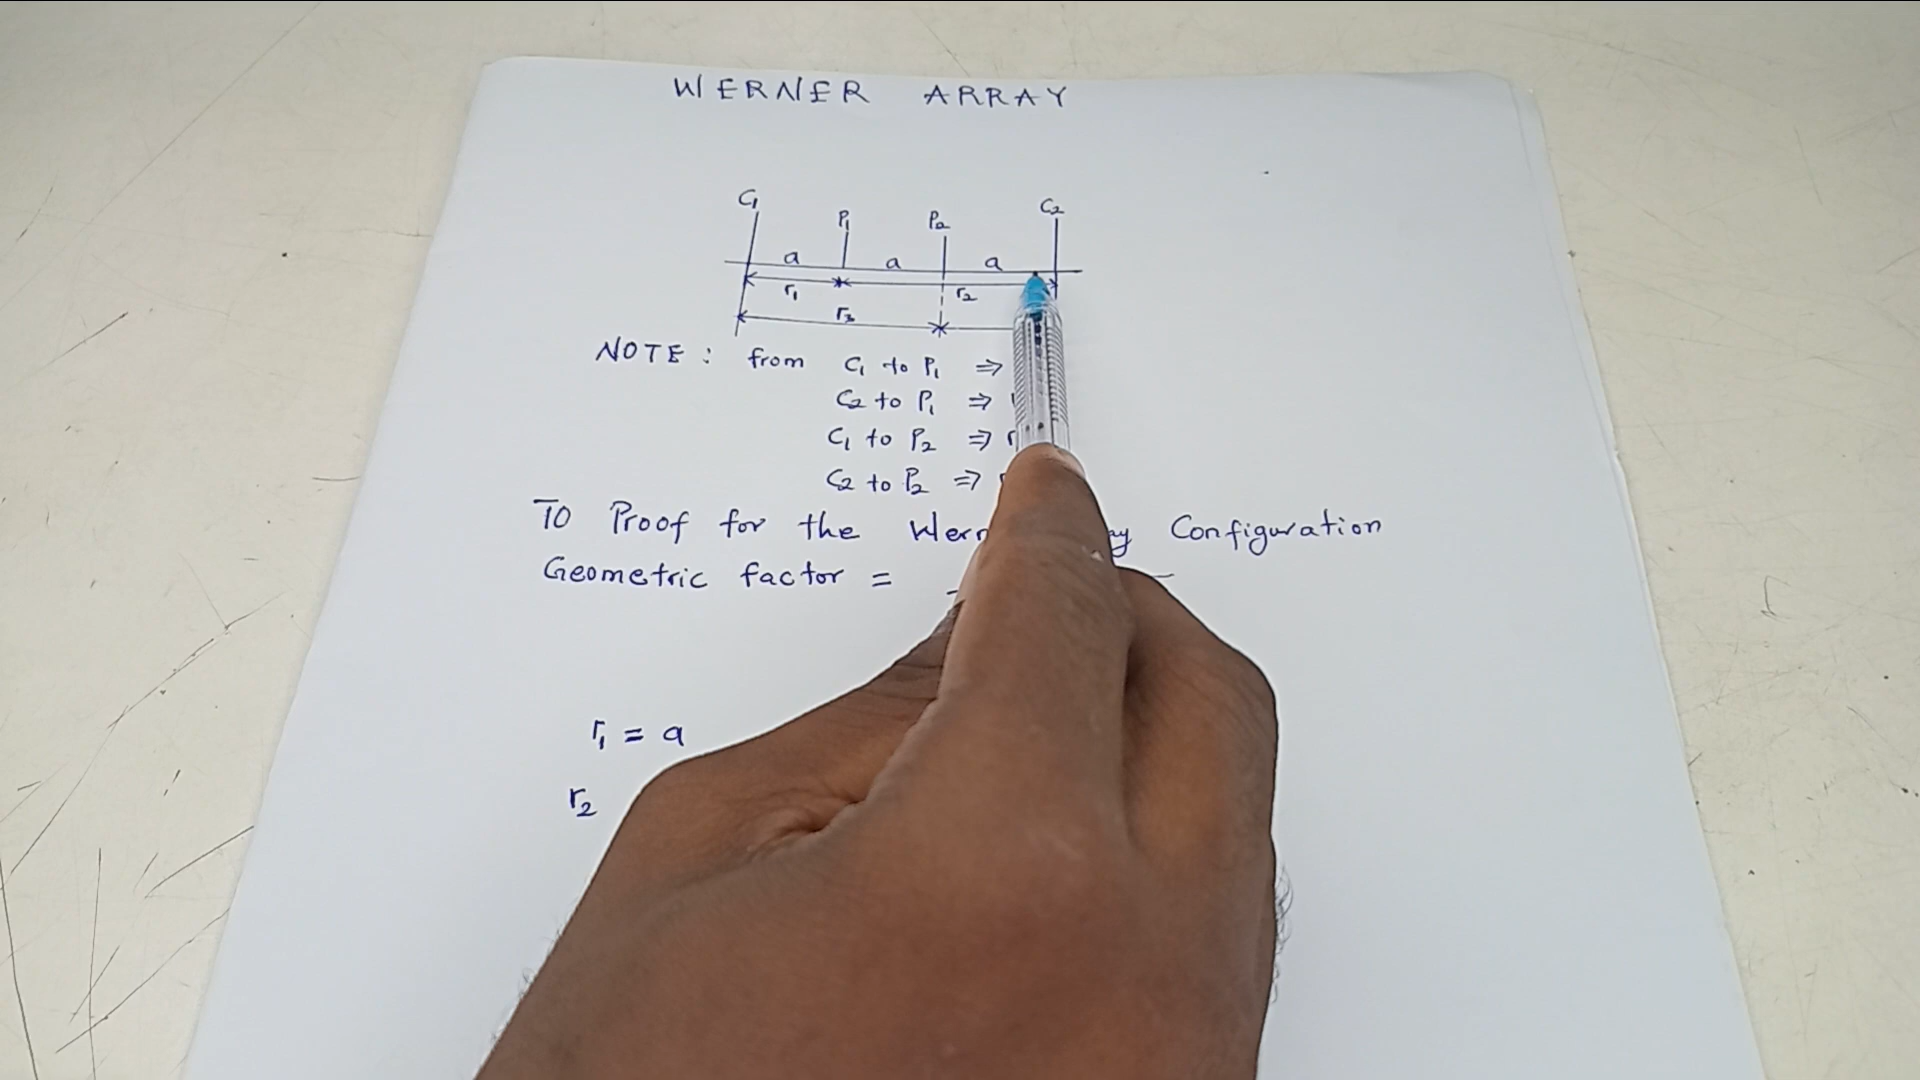 WERNER ARRAY
C₁ P₁ P₂ C₂
a a a
r₁ r₂
r₃
NOTE : from C₁ to P₁ ⇒
C₂ to P₁ ⇒
C₁ to P₂ ⇒ r
C₂ to P₂ ⇒
TO Proof for the Configuration
Geometric factor =
r₁ = a
r₂